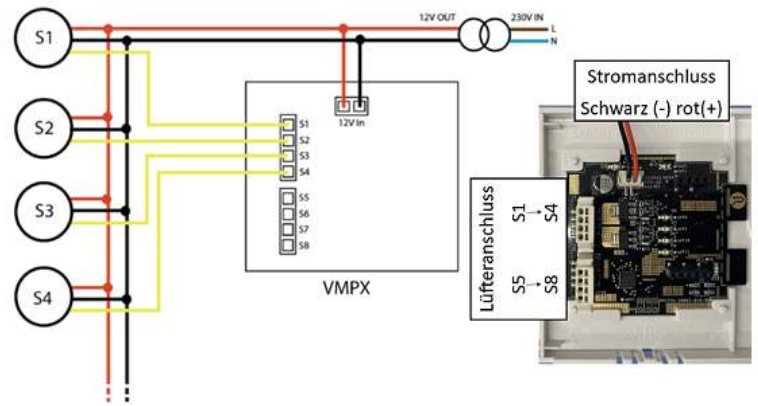 12V OUT
230V IN
L
N
S1
S2
S3
S4
12V In
S1
S2
S3
S4
S5
S6
S7
S8
VMPX
Stromanschluss
Schwarz (-) rot(+)
Lüfteranschluss
S1→S4
S5→S8